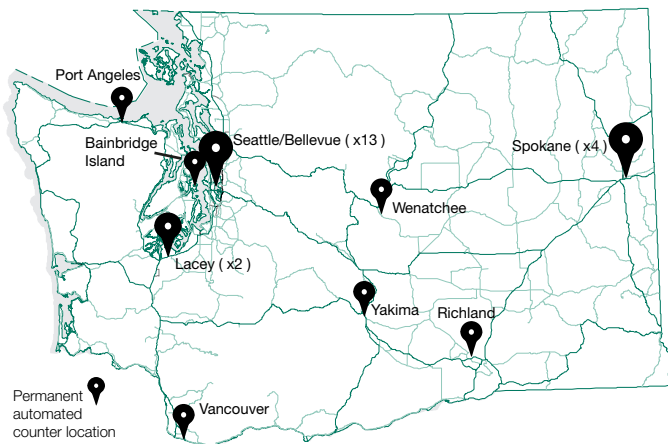 Port Angeles
Bainbridge
Island
Seattle/Bellevue ( x13 )
Spokane ( x4 )
Wenatchee
Lacey ( x2 )
Yakima
Richland
Vancouver
Permanent
automated
counter location